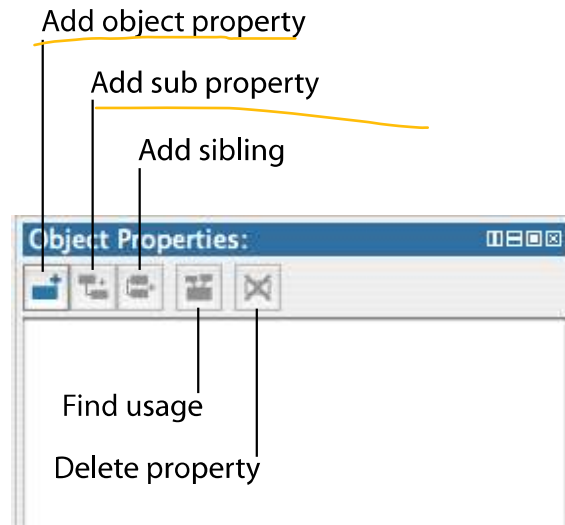 Add object property
Add sub property
Add sibling
Object Properties:
Find usage
Delete property